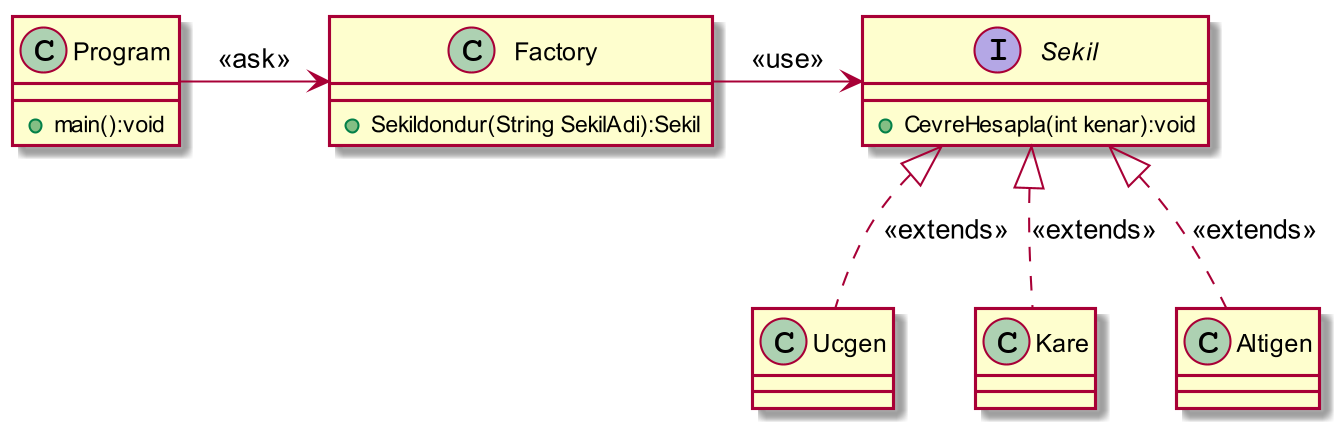 C Program
«ask»
C Factory
«use»
I Sekil
main():void
Sekildondur(String SekilAdi):Sekil
CevreHesapla(int kenar):void
«extends»
«extends»
«extends»
C Ucgen
C Kare
C Altigen